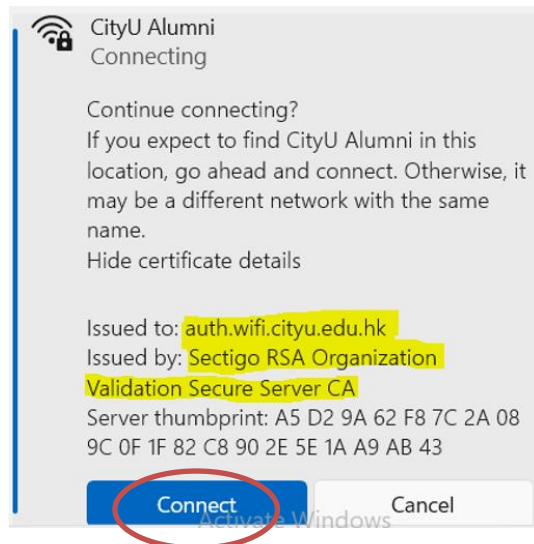 CityU Alumni
Connecting
Continue connecting?
If you expect to find CityU Alumni in this
location, go ahead and connect. Otherwise, it
may be a different network with the same
name.
Hide certificate details
Issued to: auth.wifi.cityu.edu.hk
Issued by: Sectigo RSA Organization
Validation Secure Server CA
Server thumbprint: A5 D2 9A 62 F8 7C 2A 08
9C 0F 1F 82 C8 90 2E 5E 1A A9 AB 43
Connect Cancel
Activate Windows